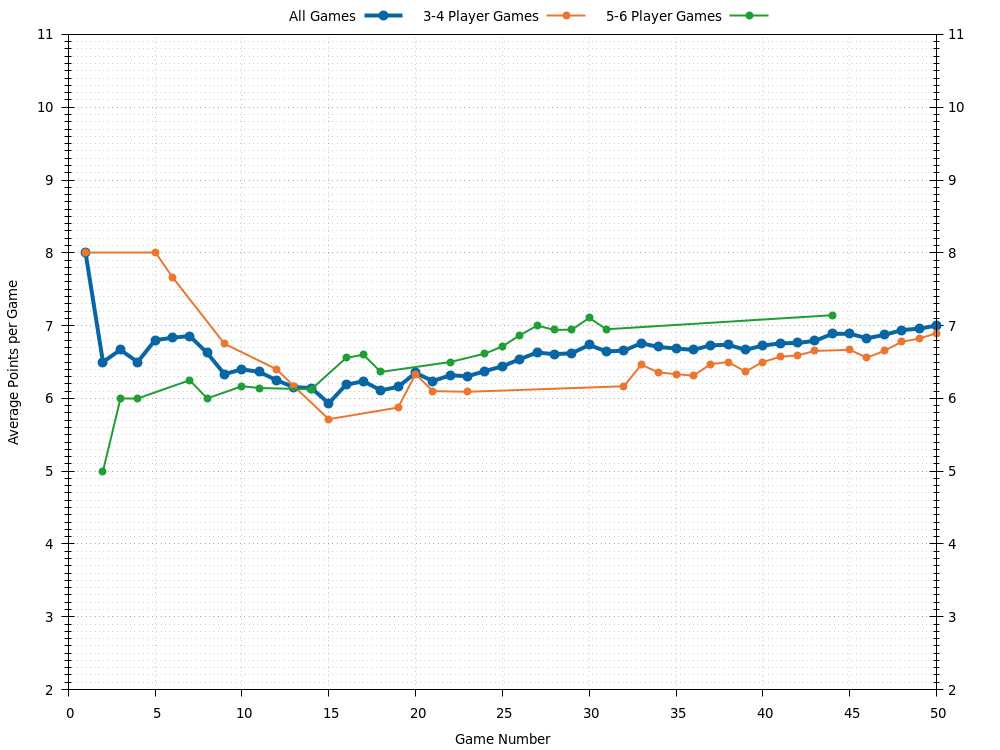 All Games 3-4 Player Games 5-6 Player Games
11 11
10 10
9 9
8 8
7 7
6 6
5 5
4 4
3 3
2 2
Average Points per Game
0 5 10 15 20 25 30 35 40 45 50
Game Number